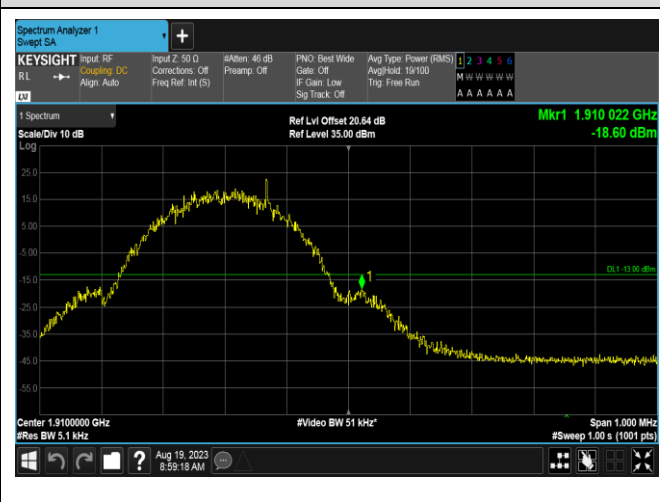 Spectrum Analyzer 1
Swept SA
+
KEYSIGHT
RL
LXI
Input: RF
Coupling: DC
Align: Auto
Input Z: 50 Ω
Corrections: Off
Freq Ref: Int (S)
#Atten: 46 dB
Preamp: Off
PNO: Best Wide
Gate: Off
IF Gain: Low
Sig Track: Off
Avg Type: Power (RMS)
Avg|Hold: 19/100
Trig: Free Run
1 2 3 4 5 6
M W W W W W
A A A A A A
1 Spectrum
Scale/Div 10 dB
Log
Ref Lvl Offset 20.64 dB
Ref Level 35.00 dBm
Mkr1 1.910 022 GHz
-18.60 dBm
25.0
15.0
5.00
-5.00
-15.0
-25.0
-35.0
-45.0
-55.0
1
DL1 -13.00 dBm
Center 1.9100000 GHz
#Res BW 5.1 kHz
#Video BW 51 kHz*
Span 1.000 MHz
#Sweep 1.00 s (1001 pts)
?
Aug 19, 2023
8:59:18 AM